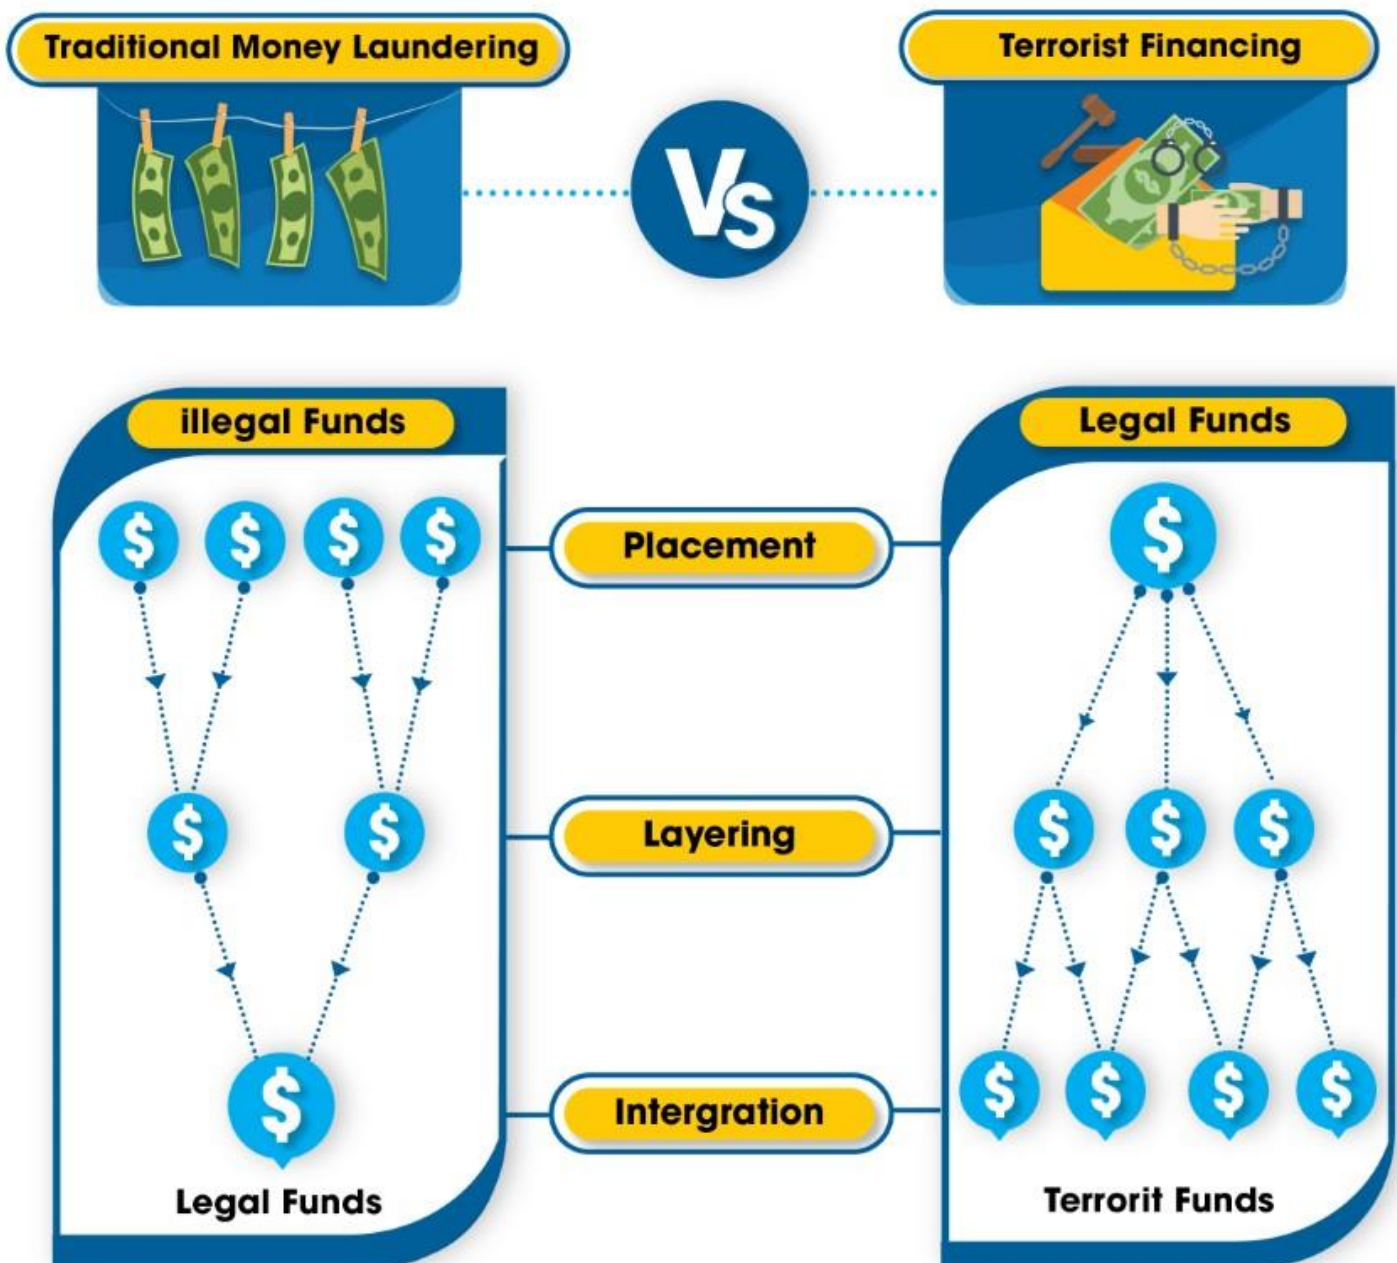 Traditional Money Laundering
Vs
Terrorist Financing
illegal Funds
Legal Funds
$ $ $ $
Placement
$
$ $
Layering
$ $ $
$
Intergration
$ $ $ $
Legal Funds
Terrorit Funds